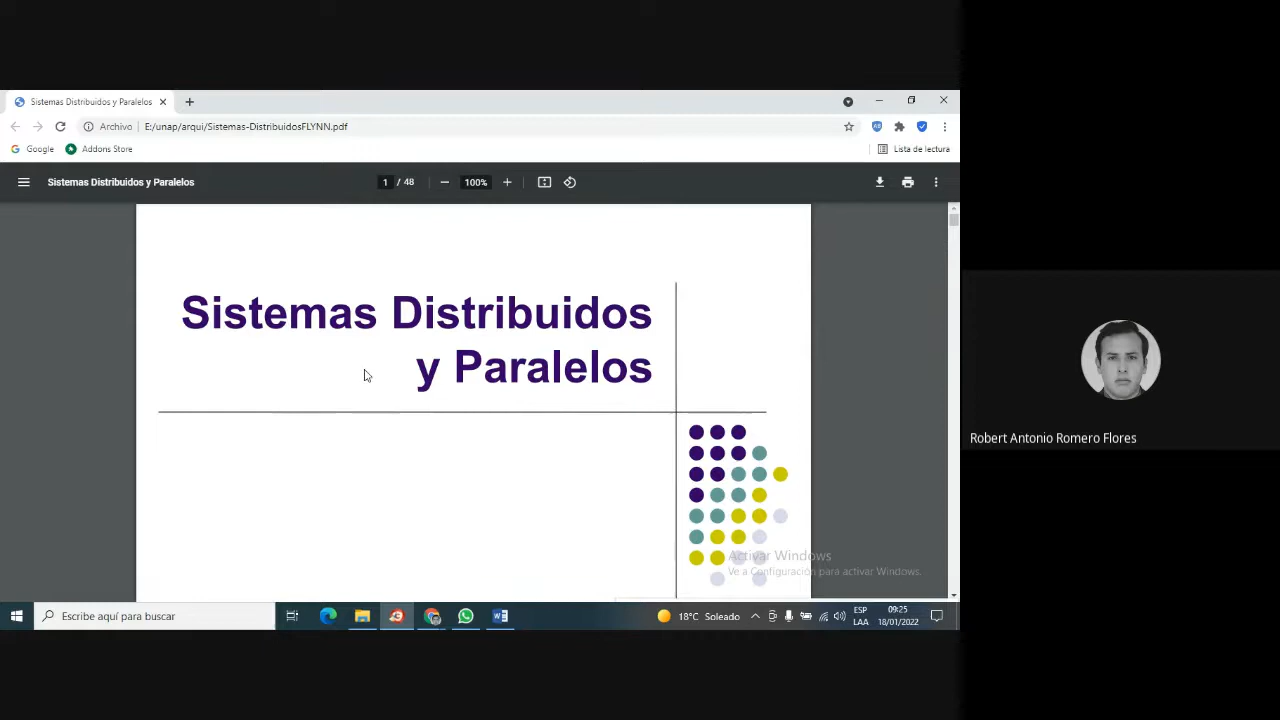 Sistemas Distribuidos y Paralelos
Archivo
E:/unap/arqui/Sistemas-DistribuidosFLYNN.pdf
Google
Addons Store
Lista de lectura
Sistemas Distribuidos y Paralelos
1 / 48
100%
Sistemas Distribuidos
y Paralelos
Activar Windows
Ve a Configuración para activar Windows.
Robert Antonio Romero Flores
Escribe aquí para buscar
18°C Soleado
ESP
LAA
09:25
18/01/2022